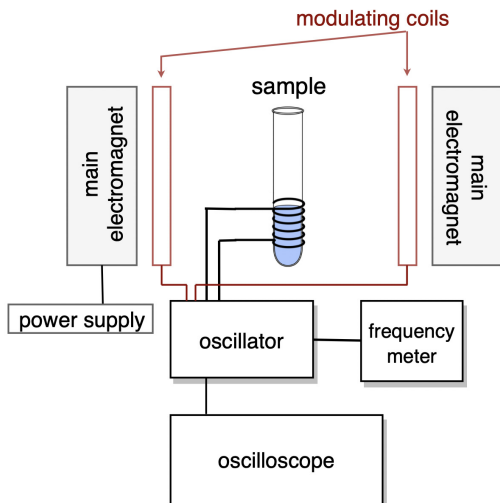 modulating coils
sample
main
electromagnet
main
electromagnet
power supply
oscillator
frequency
meter
oscilloscope